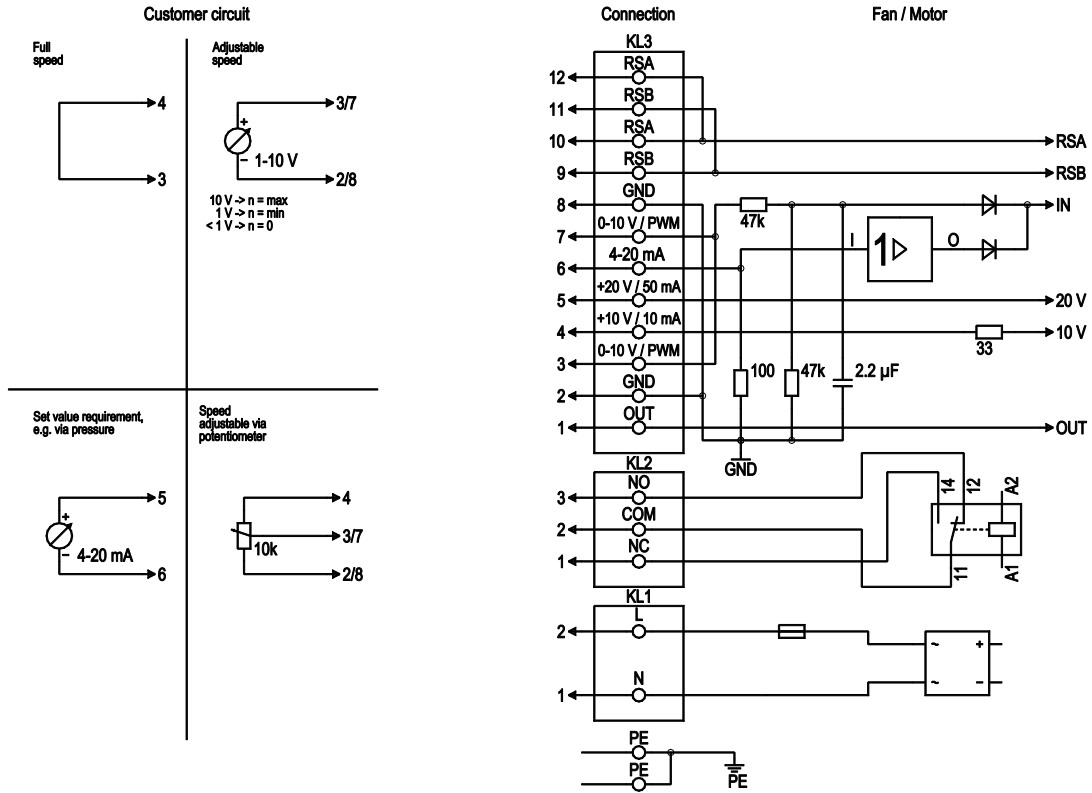 Customer circuit
Connection
Fan / Motor
Full
speed
4
3
Adjustable
speed
3/7
+
1-10 V
−
2/8
10 V -> n = max
1 V -> n = min
< 1 V -> n = 0
Set value requirement,
e.g. via pressure
5
+
4-20 mA
−
6
Speed
adjustable via
potentiometer
4
3/7
10k
2/8
KL3
12 RSA
11 RSB
10 RSA
9 RSB
8 GND
7 0-10 V / PWM
6 4-20 mA
5 +20 V / 50 mA
4 +10 V / 10 mA
3 0-10 V / PWM
2 GND
1 OUT
RSA
RSB
IN
47k
I
1
O
20 V
10 V
33
100
47k
2.2 µF
OUT
GND
KL2
3 NO
2 COM
1 NC
14
12
A2
11
A1
KL1
2 L
1 N
~ +
~ −
PE
PE
PE